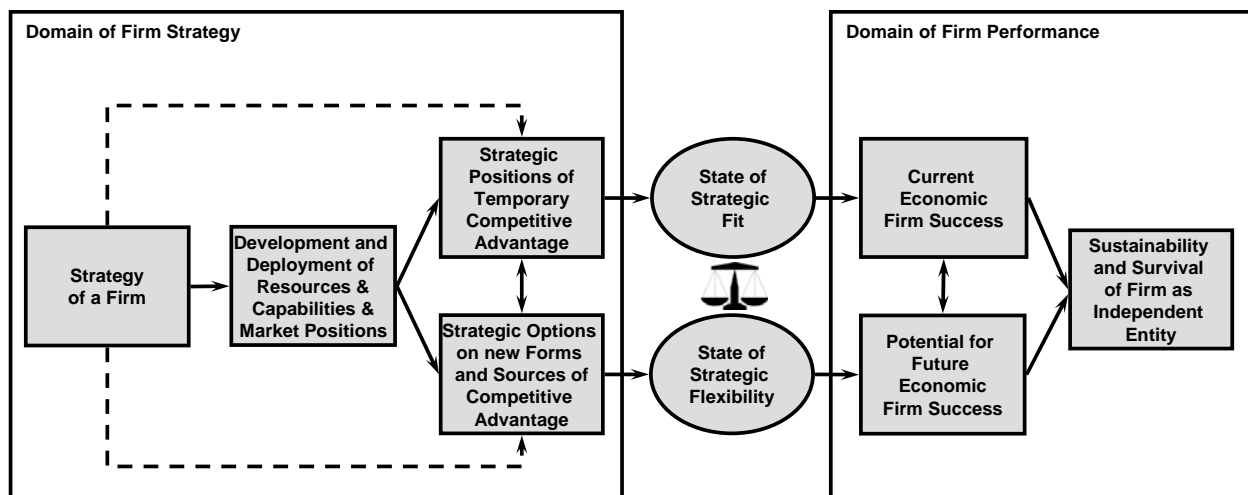 Domain of Firm Strategy
Domain of Firm Performance
Strategy
of a Firm
Development and
Deployment of
Resources &
Capabilities &
Market Positions
Strategic
Positions of
Temporary
Competitive
Advantage
Strategic Options
on new Forms
and Sources of
Competitive
Advantage
State of
Strategic
Fit
State of
Strategic
Flexibility
Current
Economic
Firm Success
Potential for
Future
Economic
Firm Success
Sustainability
and Survival
of Firm as
Independent
Entity